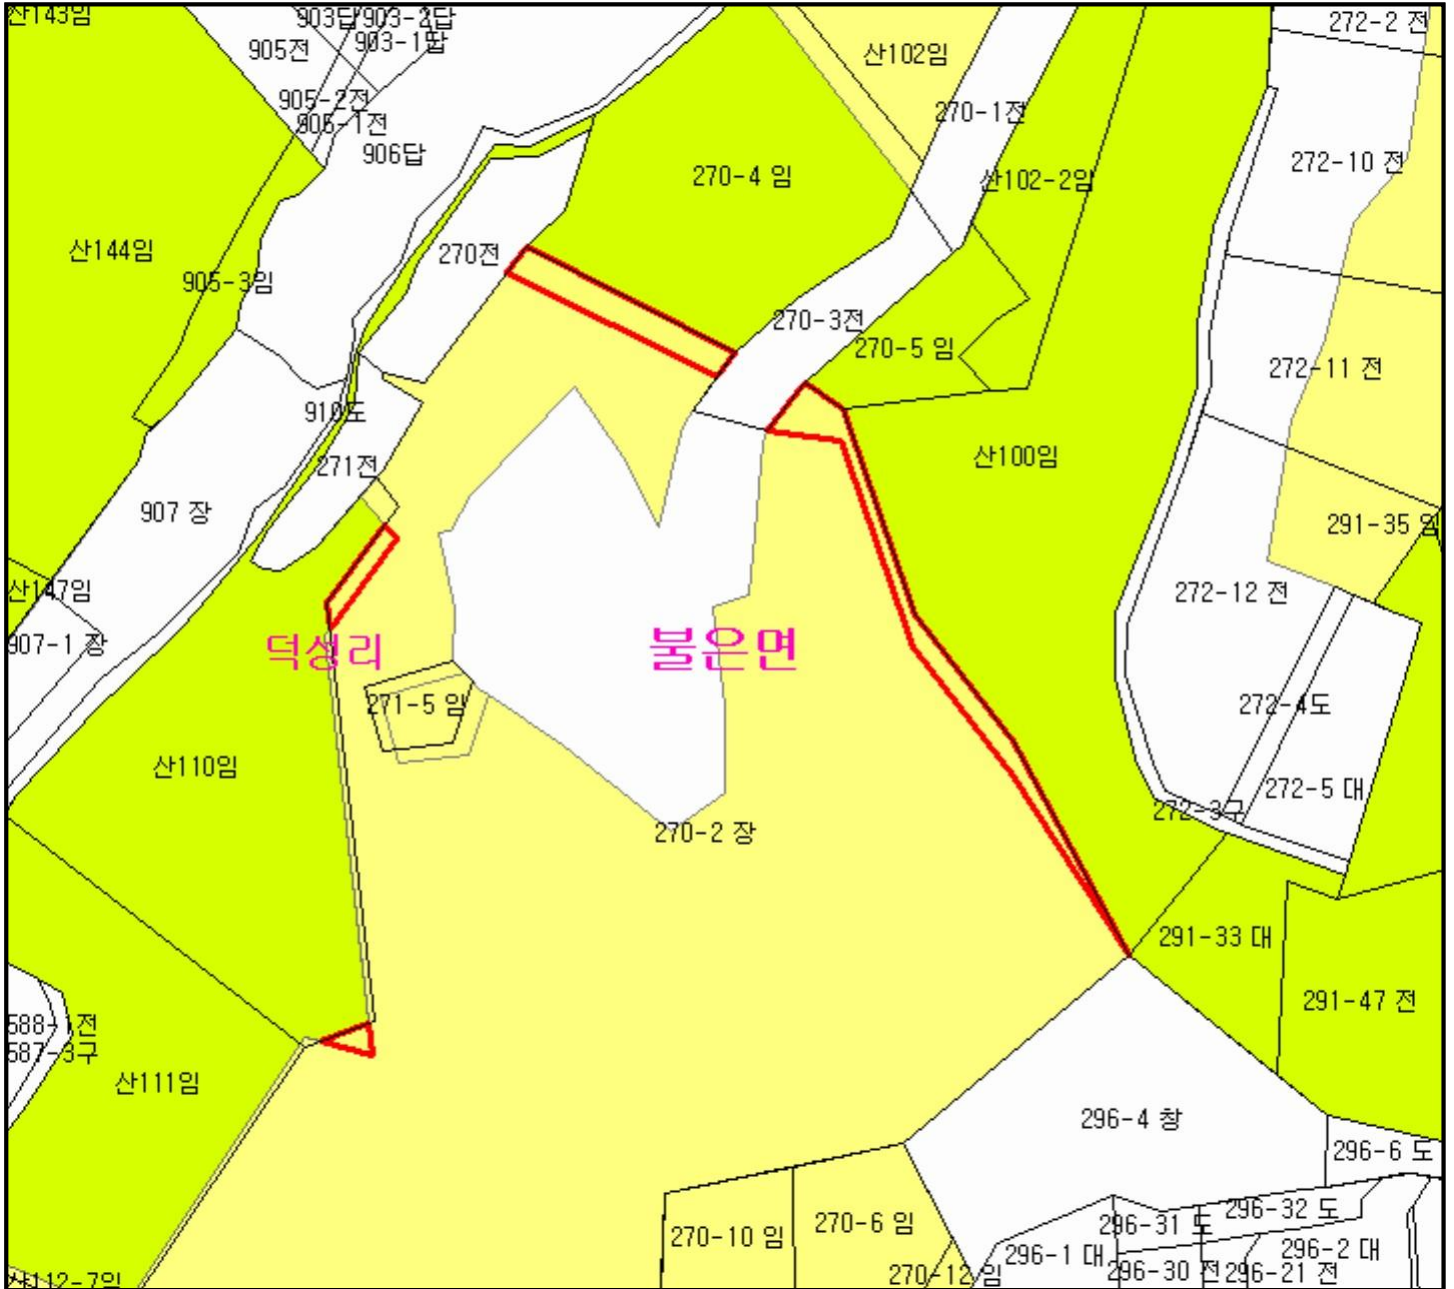 산143임
903답
903-2답
272-2 전
905전
903-1답
산102임
905-2전
270-1전
905-1전
906답
272-10 전
270-4 임
산102-2임
산144임
270전
905-3임
270-3전
270-5 임
272-11 전
910도
산100임
271전
907 장
291-35 임
산147임
272-12 전
907-1 장
덕성리
불은면
271-5 임
272-4도
산110임
272-5 대
272-3구
270-2 장
291-33 대
291-47 전
588-1전
587-3구
산111임
296-4 창
296-6 도
270-10 임
270-6 임
296-31 도
296-32 도
296-1 대
296-2 대
270-12 임
296-30 전
296-21 전
산112-7임